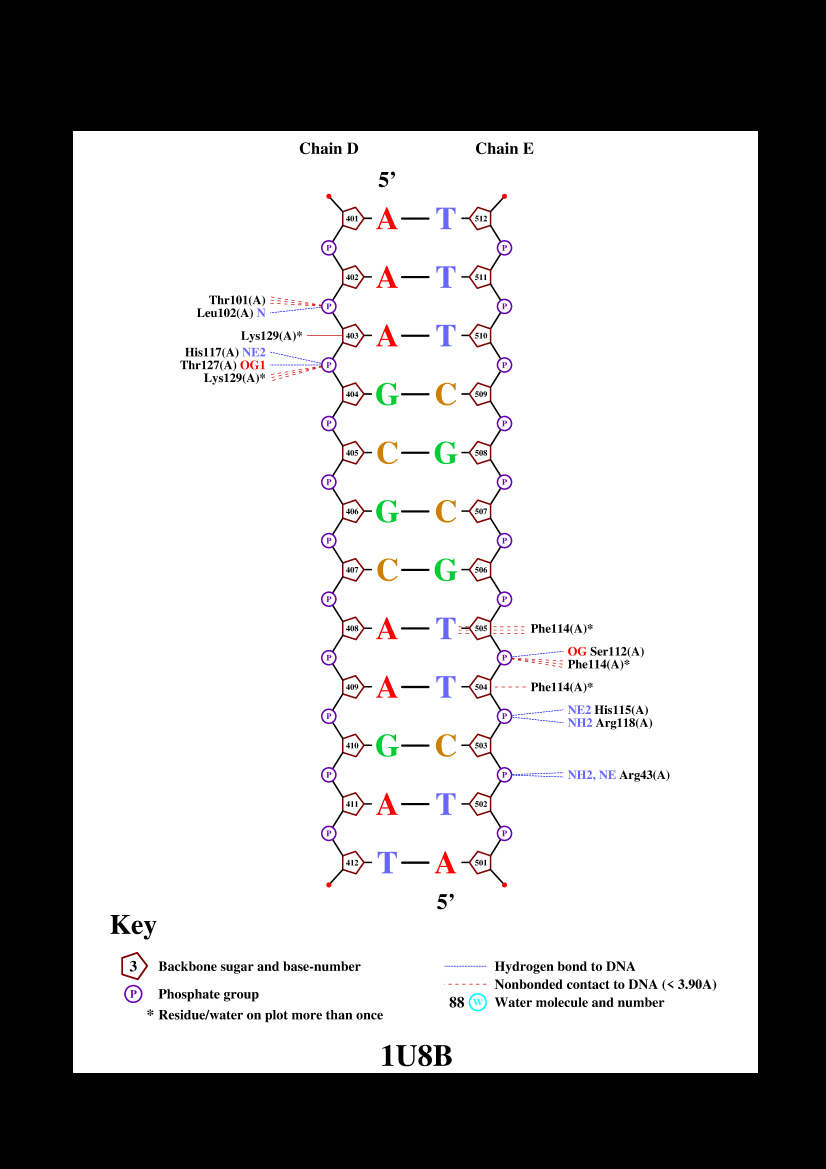 Chain D Chain E
5’
401 A T 512
P P
402 A T 511
Thr101(A)
P P
Leu102(A) N
Lys129(A)* 403 A T 510
His117(A) NE2
Thr127(A) OG1 P P
Lys129(A)*
404 G C 509
P P
405 C G 508
P P
406 G C 507
P P
407 C G 506
P P
408 A T 505 Phe114(A)*
OG Ser112(A)
P P
Phe114(A)*
409 A T 504 Phe114(A)*
NE2 His115(A)
P P
NH2 Arg118(A)
410 G C 503
P P NH2, NE Arg43(A)
411 A T 502
P P
412 T A 501
5’
Key
3 Backbone sugar and base-number
P Phosphate group
* Residue/water on plot more than once
Hydrogen bond to DNA
Nonbonded contact to DNA (< 3.90A)
88 W Water molecule and number
1U8B